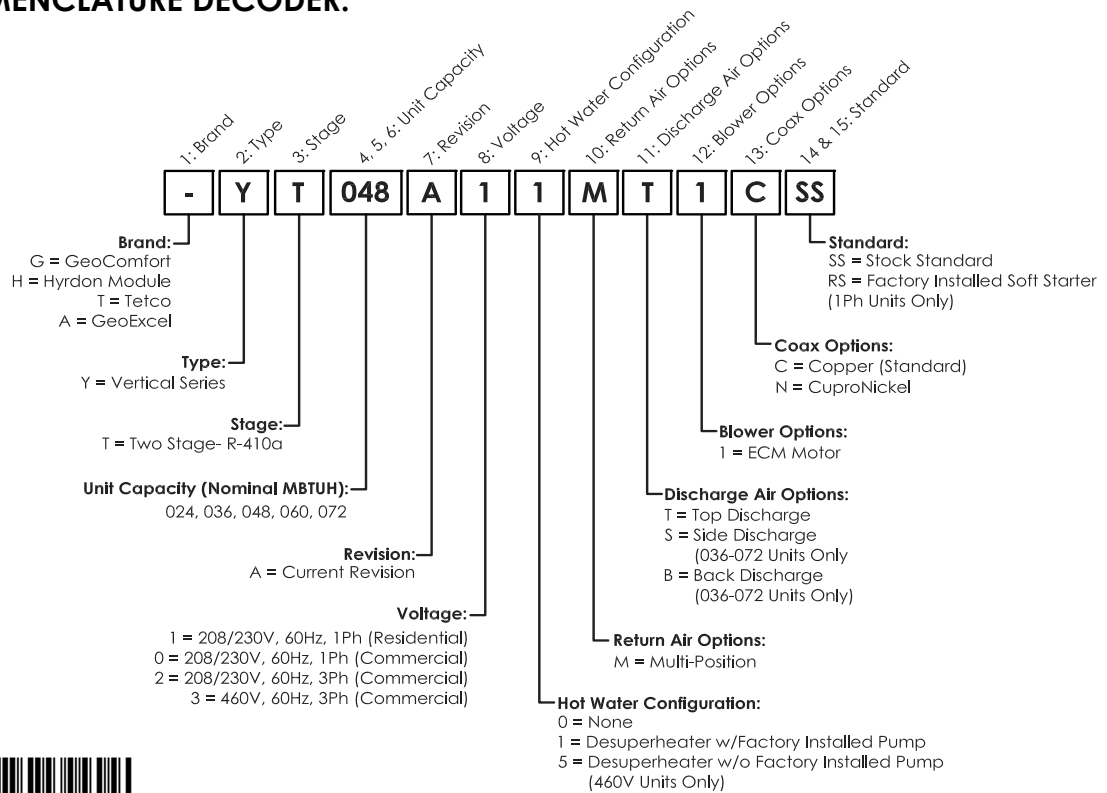 MENCLATURE DECODER:
1: Brand
2: Type
3: Stage
4, 5, 6: Unit Capacity
7: Revision
8: Voltage
9: Hot Water Configuration
10: Return Air Options
11: Discharge Air Options
12: Blower Options
13: Coax Options
14 & 15: Standard
- Y T 048 A 1 1 M T 1 C SS
Brand:
G = GeoComfort
H = Hyrdon Module
T = Tetco
A = GeoExcel
Type:
Y = Vertical Series
Stage:
T = Two Stage- R-410a
Unit Capacity (Nominal MBTUH):
024, 036, 048, 060, 072
Revision:
A = Current Revision
Voltage:
1 = 208/230V, 60Hz, 1Ph (Residential)
0 = 208/230V, 60Hz, 1Ph (Commercial)
2 = 208/230V, 60Hz, 3Ph (Commercial)
3 = 460V, 60Hz, 3Ph (Commercial)
Standard:
SS = Stock Standard
RS = Factory Installed Soft Starter
(1Ph Units Only)
Coax Options:
C = Copper (Standard)
N = CuproNickel
Blower Options:
1 = ECM Motor
Discharge Air Options:
T = Top Discharge
S = Side Discharge
(036-072 Units Only
B = Back Discharge
(036-072 Units Only)
Return Air Options:
M = Multi-Position
Hot Water Configuration:
0 = None
1 = Desuperheater w/Factory Installed Pump
5 = Desuperheater w/o Factory Installed Pump
(460V Units Only)